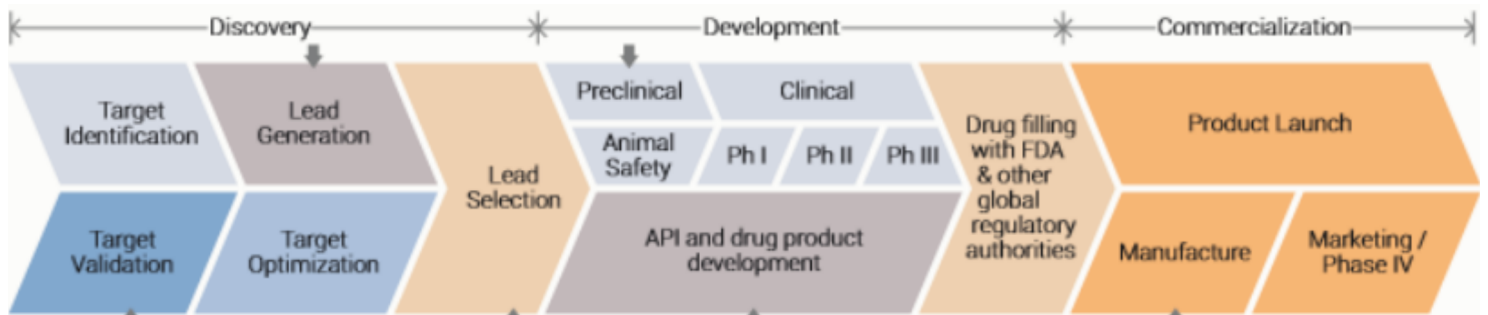 Discovery
Development
Commercialization
Target
Identification
Lead
Generation
Target
Validation
Target
Optimization
Lead
Selection
Preclinical
Clinical
Animal
Safety
Ph I
Ph II
Ph III
API and drug product
development
Drug filling
with FDA
& other
global
regulatory
authorities
Product Launch
Manufacture
Marketing /
Phase IV